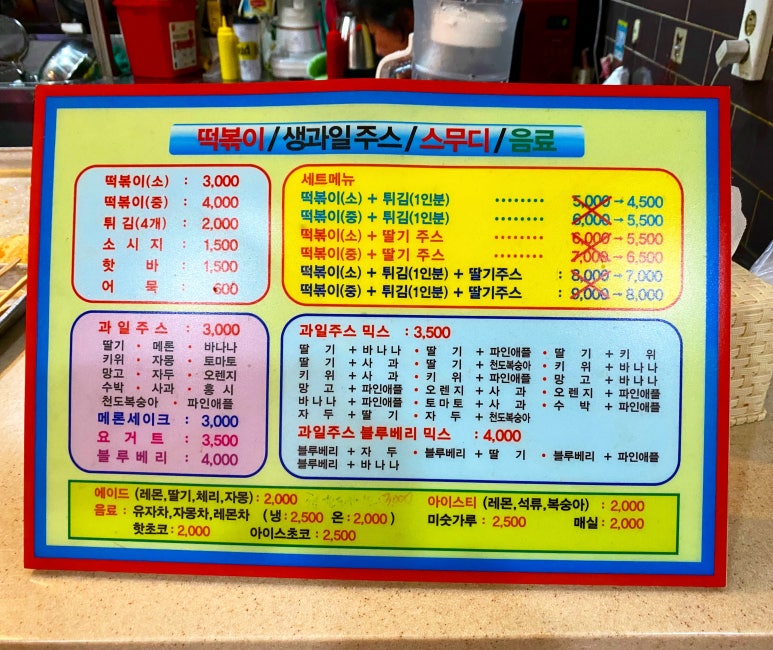 떡볶이/생과일주스/스무디/음료
떡볶이(소) : 3,000
떡볶이(중) : 4,000
튀김(4개) : 2,000
소시지 : 1,500
핫바 : 1,500
어묵 : 600
세트메뉴
떡볶이(소) + 튀김(1인분) ········· 5,000→4,500
떡볶이(중) + 튀김(1인분) ········· 6,000→5,500
떡볶이(소) + 딸기 주스 ········· 6,000→5,500
떡볶이(중) + 딸기 주스 ········· 7,000→6,500
떡볶이(소) + 튀김(1인분) + 딸기주스 : 8,000→7,000
떡볶이(중) + 튀김(1인분) + 딸기주스 : 9,000→8,000
과일주스 : 3,000
딸기 · 메론 · 바나나
키위 · 자몽 · 토마토
망고 · 자두 · 오렌지
수박 · 사과 · 홍시
천도복숭아 · 파인애플
메론세이크 : 3,000
요거트 : 3,500
블루베리 : 4,000
과일주스 믹스 : 3,500
딸기 + 바나나 · 딸기 + 파인애플 · 딸기 + 키위
딸기 + 사과 · 딸기 + 천도복숭아 · 키위 + 바나나
키위 + 사과 · 키위 + 파인애플 · 망고 + 바나나
망고 + 파인애플 · 오렌지 + 사과 · 오렌지 + 파인애플
바나나 + 파인애플 · 토마토 + 사과 · 수박 + 파인애플
자두 + 딸기 · 자두 + 천도복숭아
과일주스 블루베리 믹스 : 4,000
블루베리 + 자두 · 블루베리 + 딸기 · 블루베리 + 파인애플
블루베리 + 바나나
에이드 (레몬,딸기,체리,자몽) : 2,000
음료 : 유자차,자몽차,레몬차 (냉:2,500 온:2,000)
핫초코 : 2,000 아이스초코 : 2,500
아이스티 (레몬,석류,복숭아) : 2,000
미숫가루 : 2,500 매실 : 2,000